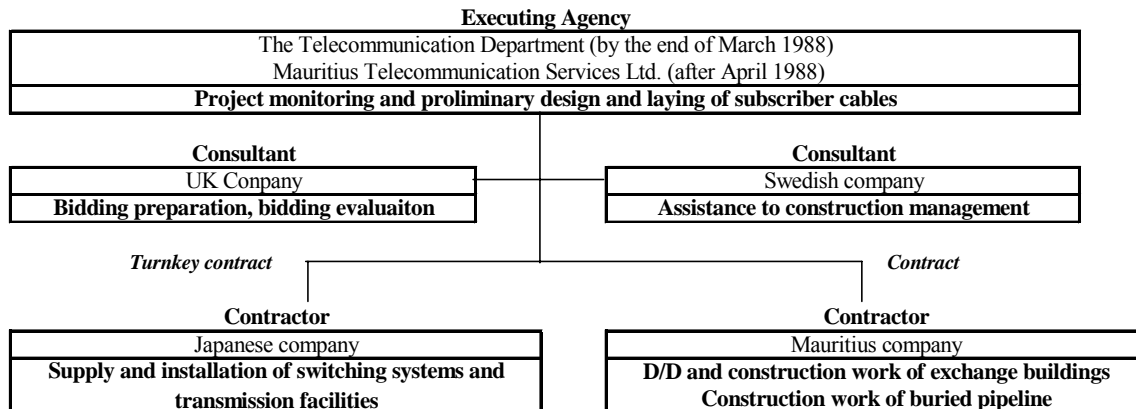 Executing Agency
The Telecommunication Department (by the end of March 1988)
Mauritius Telecommunication Services Ltd. (after April 1988)
Project monitoring and proliminary design and laying of subscriber cables
Consultant
UK Conpany
Bidding preparation, bidding evaluaiton
Consultant
Swedish company
Assistance to construction management
Turnkey contract
Contract
Contractor
Japanese company
Supply and installation of switching systems and
transmission facilities
Contractor
Mauritius company
D/D and construction work of exchange buildings
Construction work of buried pipeline